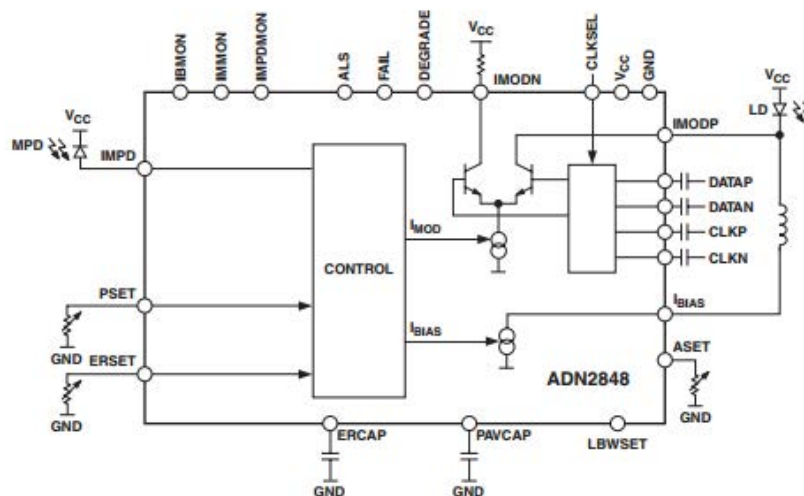 IBMON
IMMON
IMPDMON
ALS
FAIL
DEGRADE
VCC
IMODN
CLKSEL
VCC
GND
VCC
LD
IMODP
VCC
MPD
IMPD
DATAP
DATAN
CLKP
CLKN
IMOD
CONTROL
PSET
GND
IBIAS
IBIAS
ERSET
GND
ADN2848
ASET
GND
ERCAP
PAVCAP
LBWSET
GND
GND